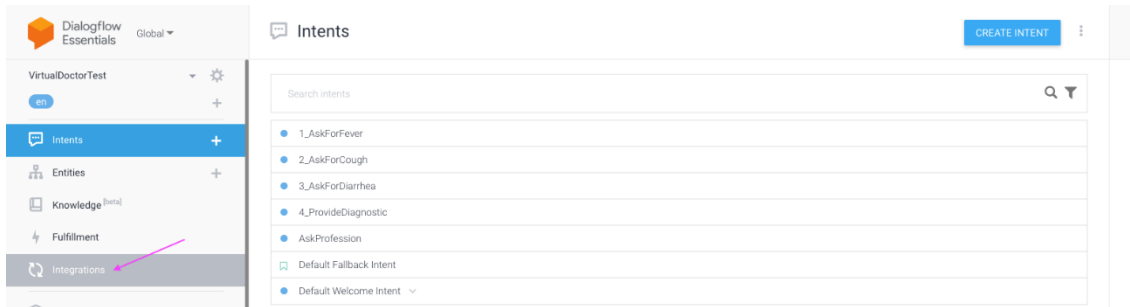 Dialogflow
Essentials
Global
VirtualDoctorTest
en
Intents
Entities
Knowledge [beta]
Fulfillment
Integrations
Intents
CREATE INTENT
Search intents
1_AskForFever
2_AskForCough
3_AskForDiarrhea
4_ProvideDiagnostic
AskProfession
Default Fallback Intent
Default Welcome Intent